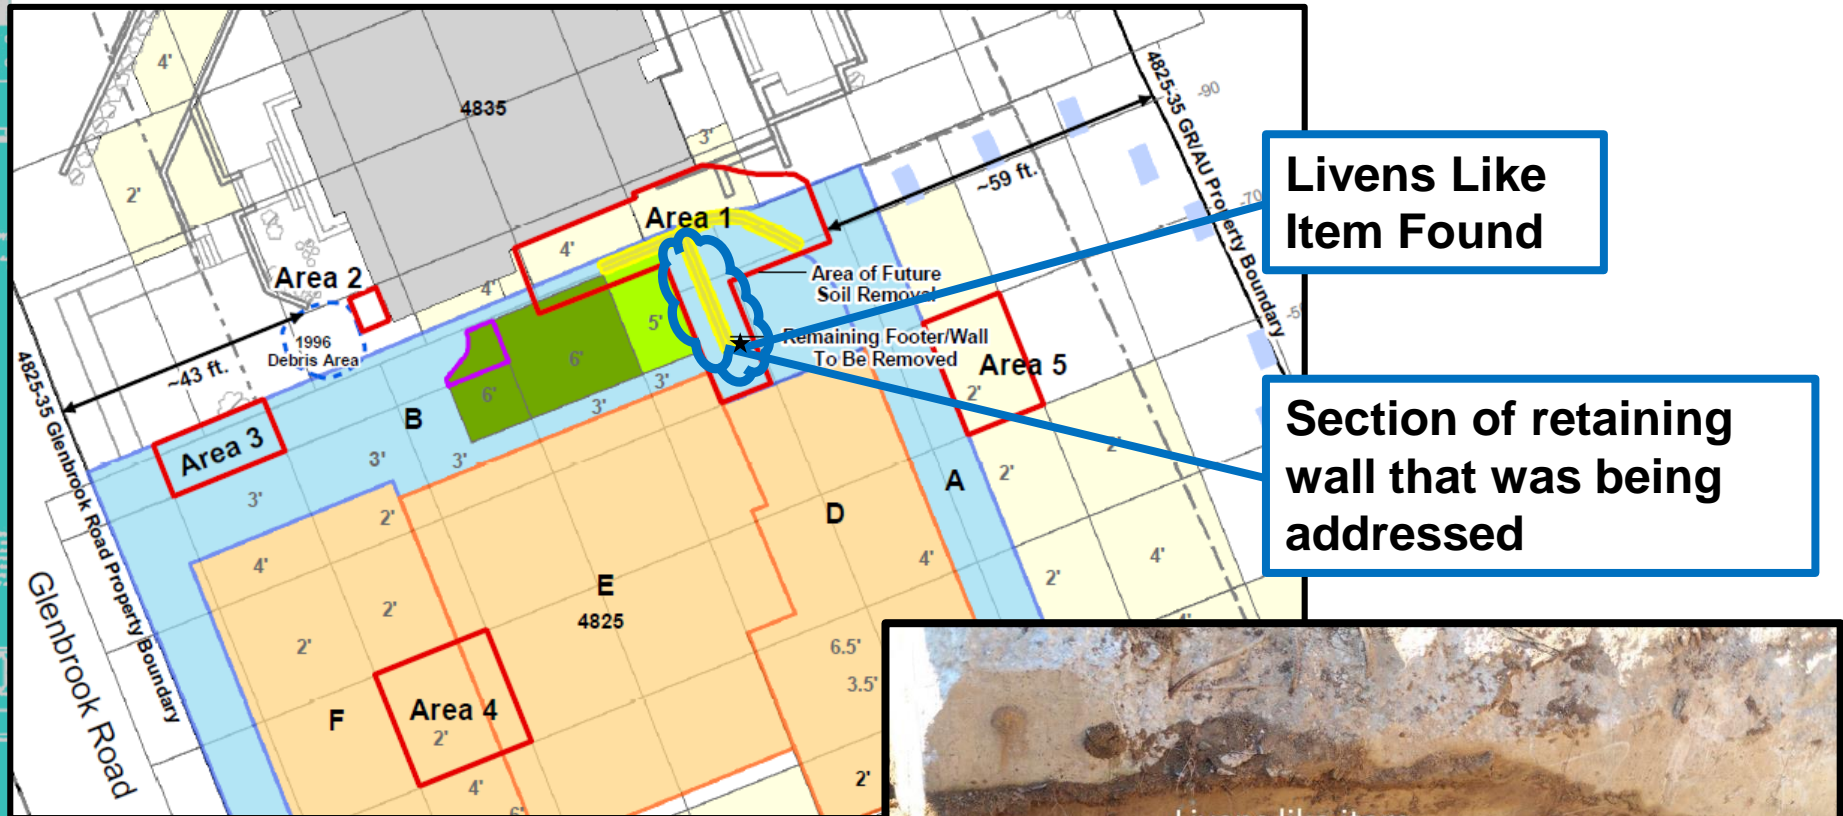 4'
4835
2'
3'
4825-35 GR/AU Property Boundary
-90
-70
~59 ft.
Livens Like
Item Found
Area 1
4'
Area of Future
Soil Removal
Area 2
4'
1996
Debris Area
~43 ft.
5'
Remaining Footer/Wall
To Be Removed
Area 5
2'
6'
6'
3'
3'
B
Area 3
3'
3'
3'
4825-35 Glenbrook Road Property Boundary
Section of retaining
wall that was being
addressed
2'
2'
A
D
2'
4'
4'
4'
2'
E
4825
2'
2'
6.5'
3.5'
Glenbrook Road
F
Area 4
2'
2'
4'